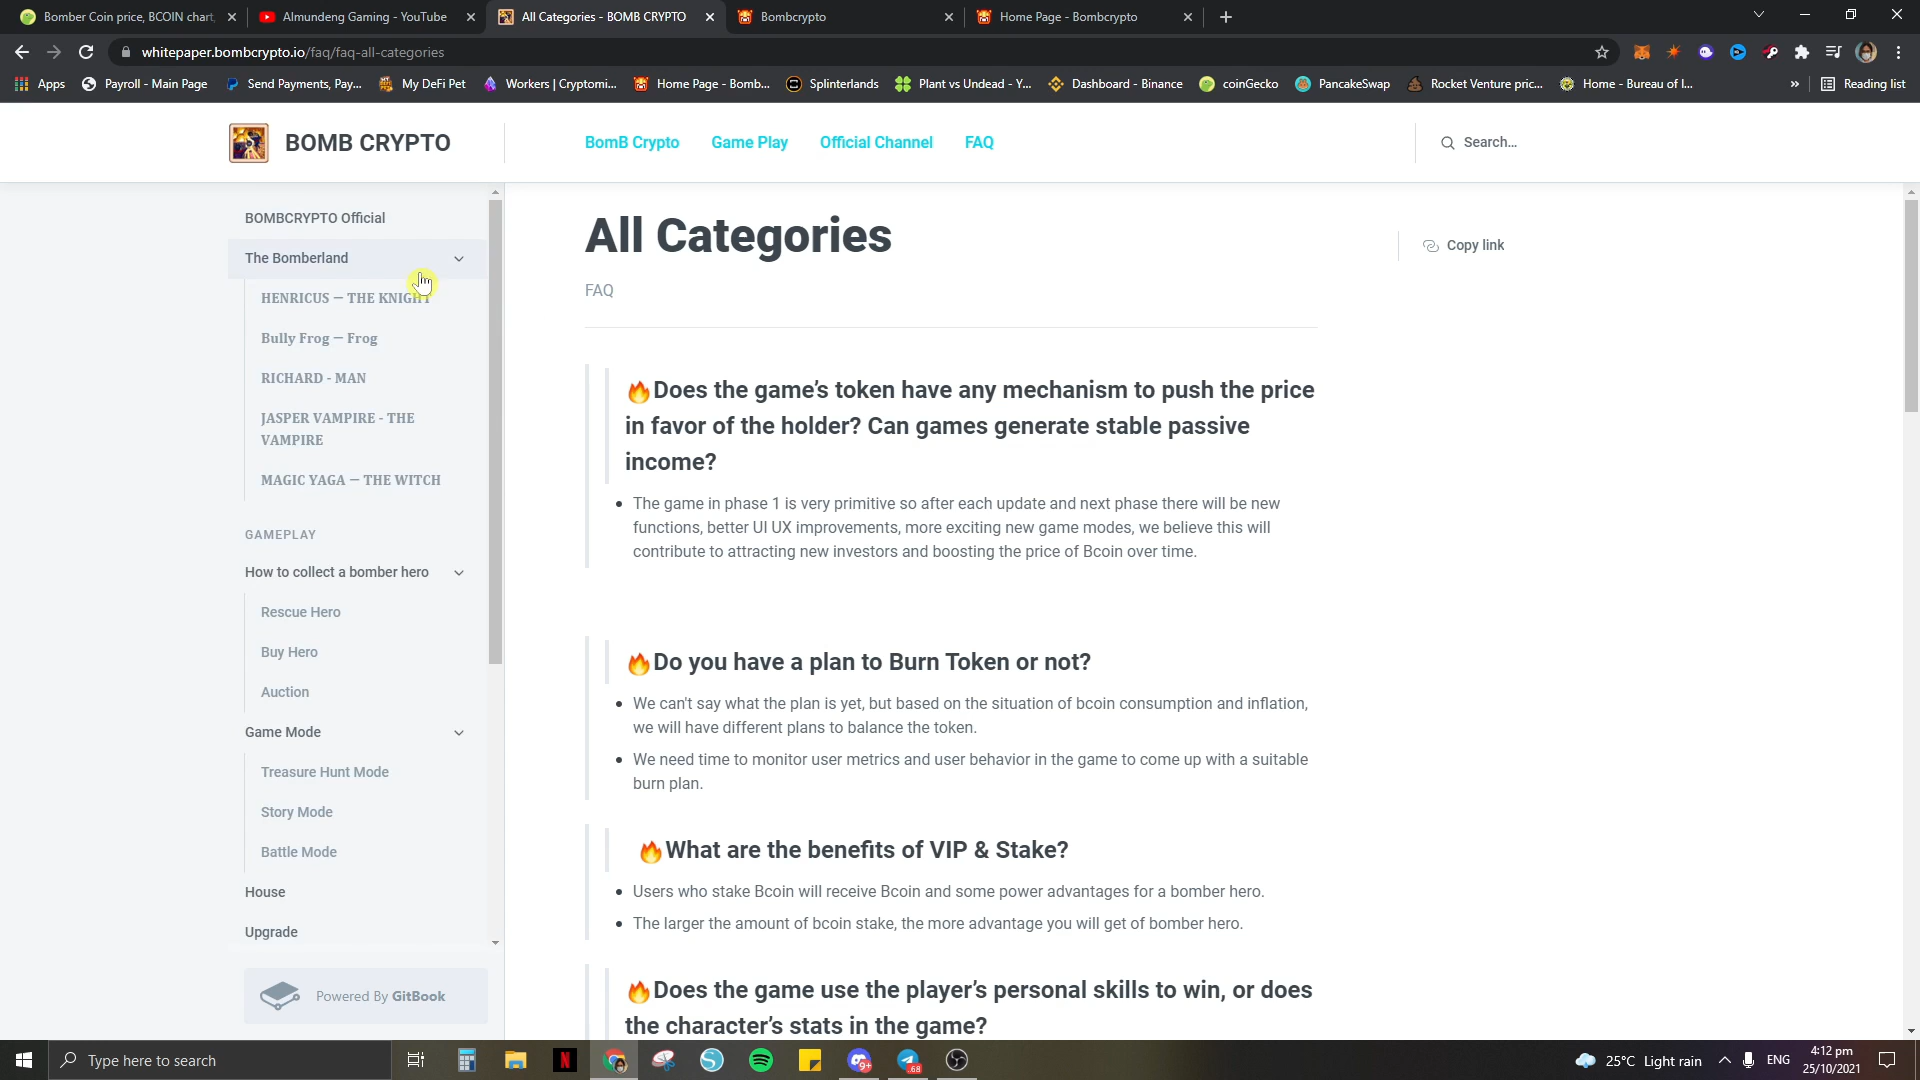 Bomber Coin price, BCOIN chart,
Almundeng Gaming - YouTube
All Categories - BOMB CRYPTO
Bombcrypto
Home Page - Bombcrypto
whitepaper.bombcrypto.io/faq/faq-all-categories
Apps
Payroll - Main Page
Send Payments, Pay...
My DeFi Pet
Workers | Cryptomi...
Home Page - Bomb...
Splinterlands
Plant vs Undead - Y...
Dashboard - Binance
coinGecko
PancakeSwap
Rocket Venture pric...
Home - Bureau of I...
»
Reading list
BOMB CRYPTO
BomB Crypto
Game Play
Official Channel
FAQ
Search...
BOMBCRYPTO Official
The Bomberland
HENRICUS — THE KNIGHT
Bully Frog — Frog
RICHARD - MAN
JASPER VAMPIRE - THE
VAMPIRE
MAGIC YAGA — THE WITCH
GAMEPLAY
How to collect a bomber hero
Rescue Hero
Buy Hero
Auction
Game Mode
Treasure Hunt Mode
Story Mode
Battle Mode
House
Upgrade
Powered By GitBook
All Categories
Copy link
FAQ
🔥Does the game's token have any mechanism to push the price
in favor of the holder? Can games generate stable passive
income?
• The game in phase 1 is very primitive so after each update and next phase there will be new
functions, better UI UX improvements, more exciting new game modes, we believe this will
contribute to attracting new investors and boosting the price of Bcoin over time.
🔥Do you have a plan to Burn Token or not?
• We can't say what the plan is yet, but based on the situation of bcoin consumption and inflation,
we will have different plans to balance the token.
• We need time to monitor user metrics and user behavior in the game to come up with a suitable
burn plan.
🔥What are the benefits of VIP & Stake?
• Users who stake Bcoin will receive Bcoin and some power advantages for a bomber hero.
• The larger the amount of bcoin stake, the more advantage you will get of bomber hero.
🔥Does the game use the player's personal skills to win, or does
the character's stats in the game?
Type here to search
25°C Light rain
ENG
4:12 pm
25/10/2021